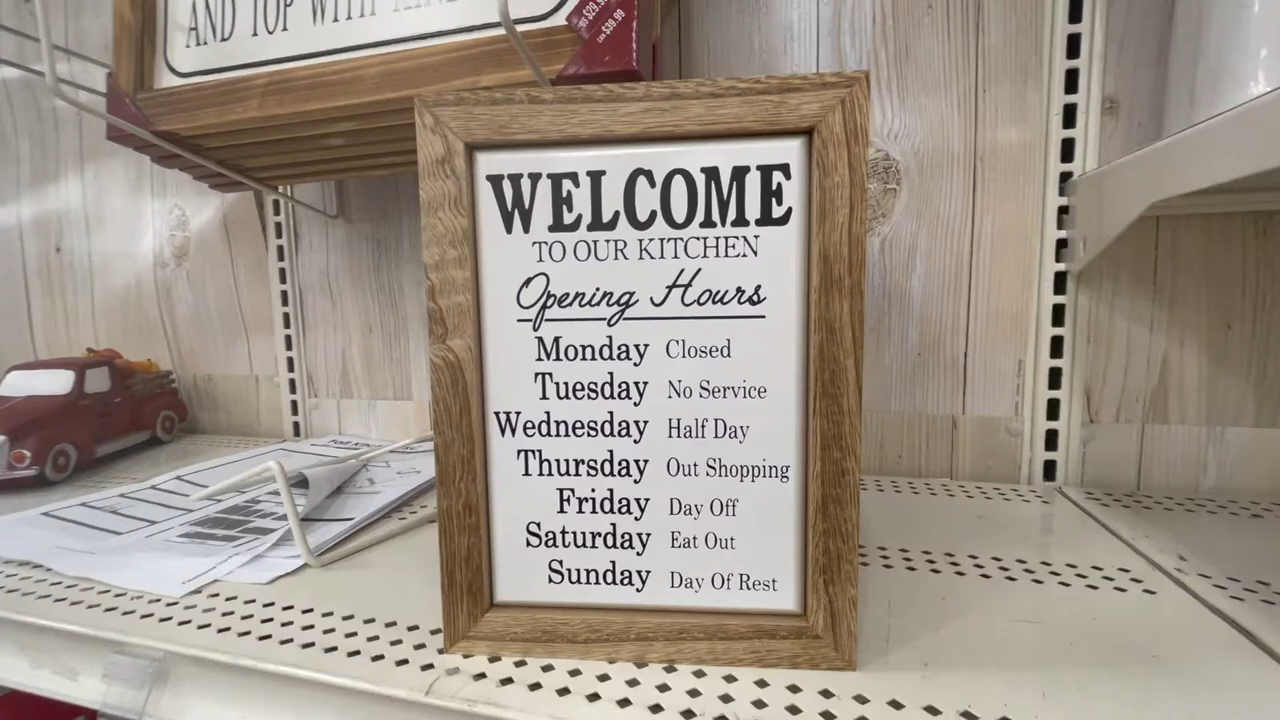 AND TOP WITH
CAN $39.99
WELCOME
TO OUR KITCHEN
Opening Hours
Monday Closed
Tuesday No Service
Wednesday Half Day
Thursday Out Shopping
Friday Day Off
Saturday Eat Out
Sunday Day Of Rest